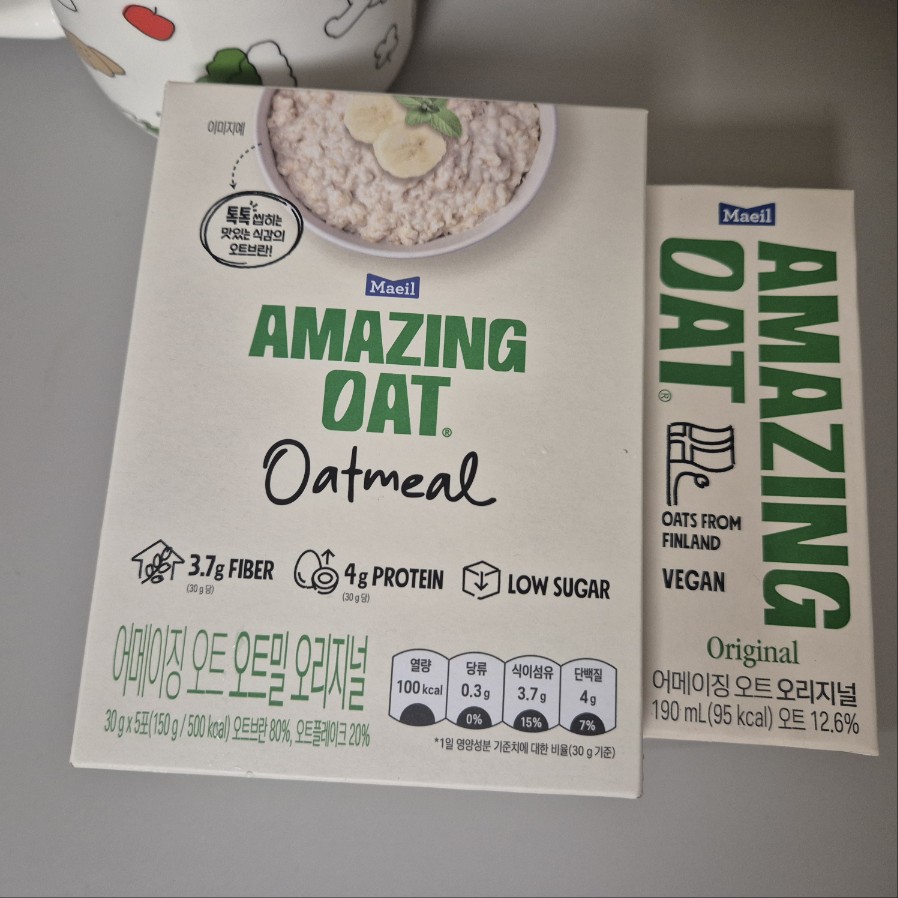 이미지예
톡톡 씹히는
맛있는 식감의
오트브란!
Maeil
AMAZING
OAT®
Oatmeal
3.7g FIBER
(30 g 당)
4g PROTEIN
(30 g 당)
LOW SUGAR
어메이징 오트 오트밀 오리지널
30 g x 5포(150 g / 500 kcal) 오트브란 80%, 오트플레이크 20%
열량
100 kcal
당류
0.3 g
0%
식이섬유
3.7 g
15%
단백질
4 g
7%
*1일 영양성분 기준치에 대한 비율(30 g 기준)
Maeil
AMAZING
OAT®
OATS FROM
FINLAND
VEGAN
Original
어메이징 오트 오리지널
190 mL(95 kcal) 오트 12.6%